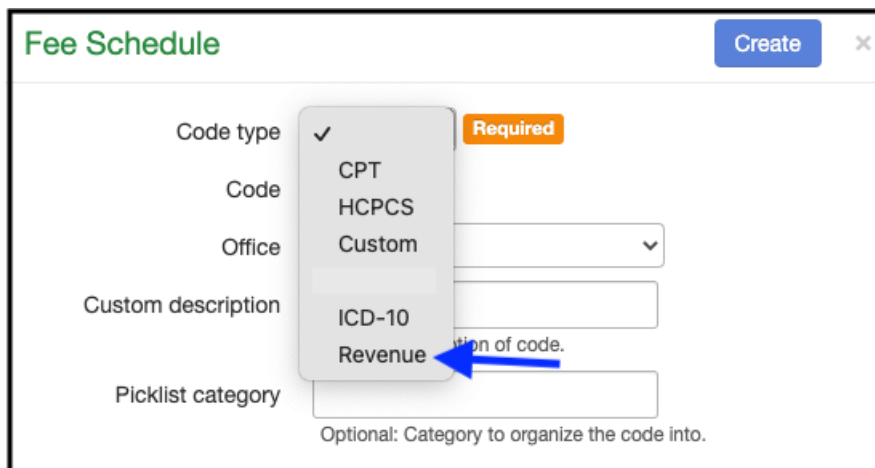 Fee Schedule
Create ×
Code type ✓ Required
CPT
Code
HCPCS
Office
Custom
Custom description
ICD-10
tion of code.
Revenue
Picklist category
Optional: Category to organize the code into.